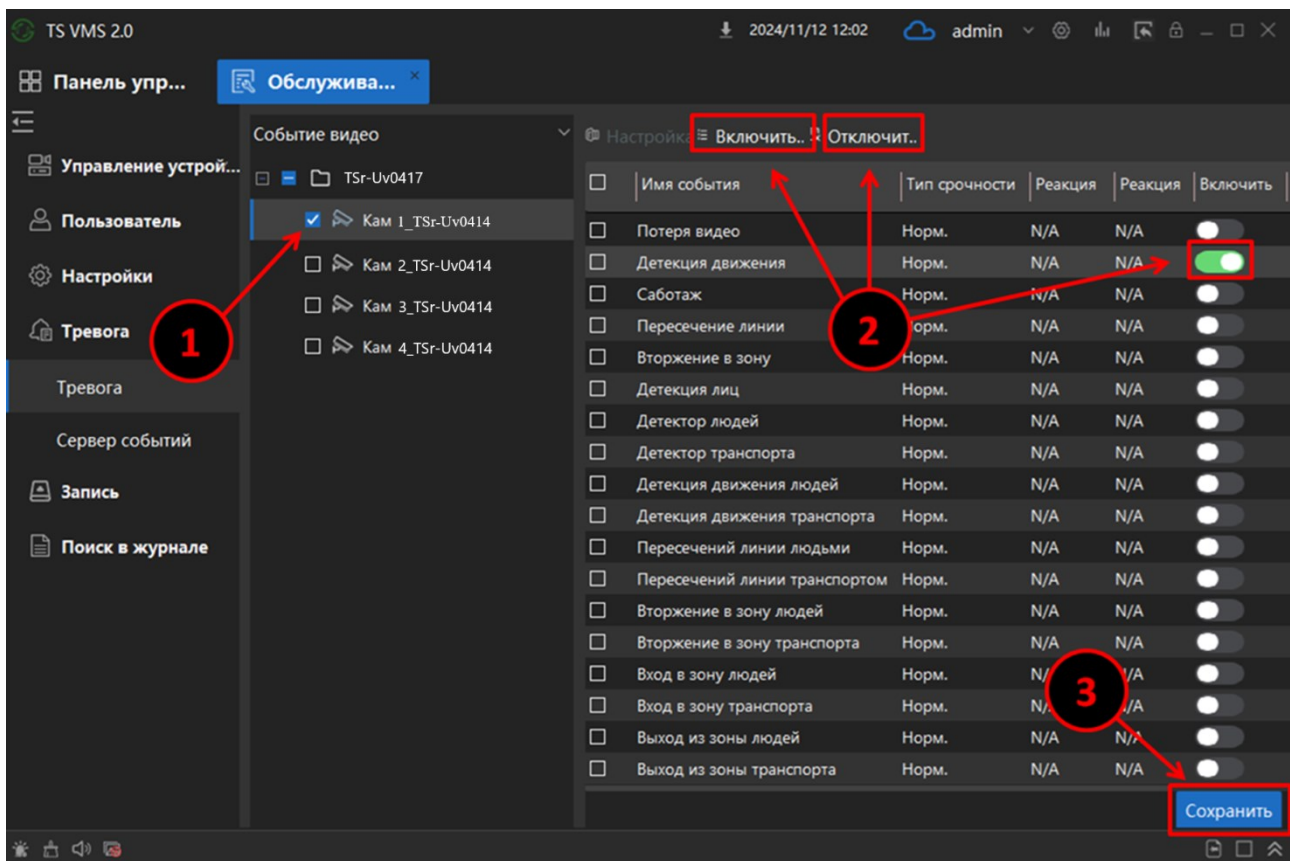 TS VMS 2.0
2024/11/12 12:02
admin
Панель упр...
Обслужива...
Управление устрой...
Пользователь
Настройки
Тревога
Тревога
Сервер событий
Запись
Поиск в журнале
Событие видео
TSr-Uv0417
Кам 1_TSr-Uv0414
Кам 2_TSr-Uv0414
Кам 3_TSr-Uv0414
Кам 4_TSr-Uv0414
1
Настройка Включить.. Отключит..
Имя события Тип срочности Реакция Реакция Включить
Потеря видео Норм. N/A N/A
Детекция движения Норм. N/A N/A
Саботаж Норм. N/A N/A
Пересечение линии Норм. N/A N/A
Вторжение в зону Норм. N/A N/A
Детекция лиц Норм. N/A N/A
Детектор людей Норм. N/A N/A
Детектор транспорта Норм. N/A N/A
Детекция движения людей Норм. N/A N/A
Детекция движения транспорта Норм. N/A N/A
Пересечений линии людьми Норм. N/A N/A
Пересечений линии транспортом Норм. N/A N/A
Вторжение в зону людей Норм. N/A N/A
Вторжение в зону транспорта Норм. N/A N/A
Вход в зону людей Норм. N/A N/A
Вход в зону транспорта Норм. N/A N/A
Выход из зоны людей Норм. N/A N/A
Выход из зоны транспорта Норм. N/A N/A
2
3
Сохранить